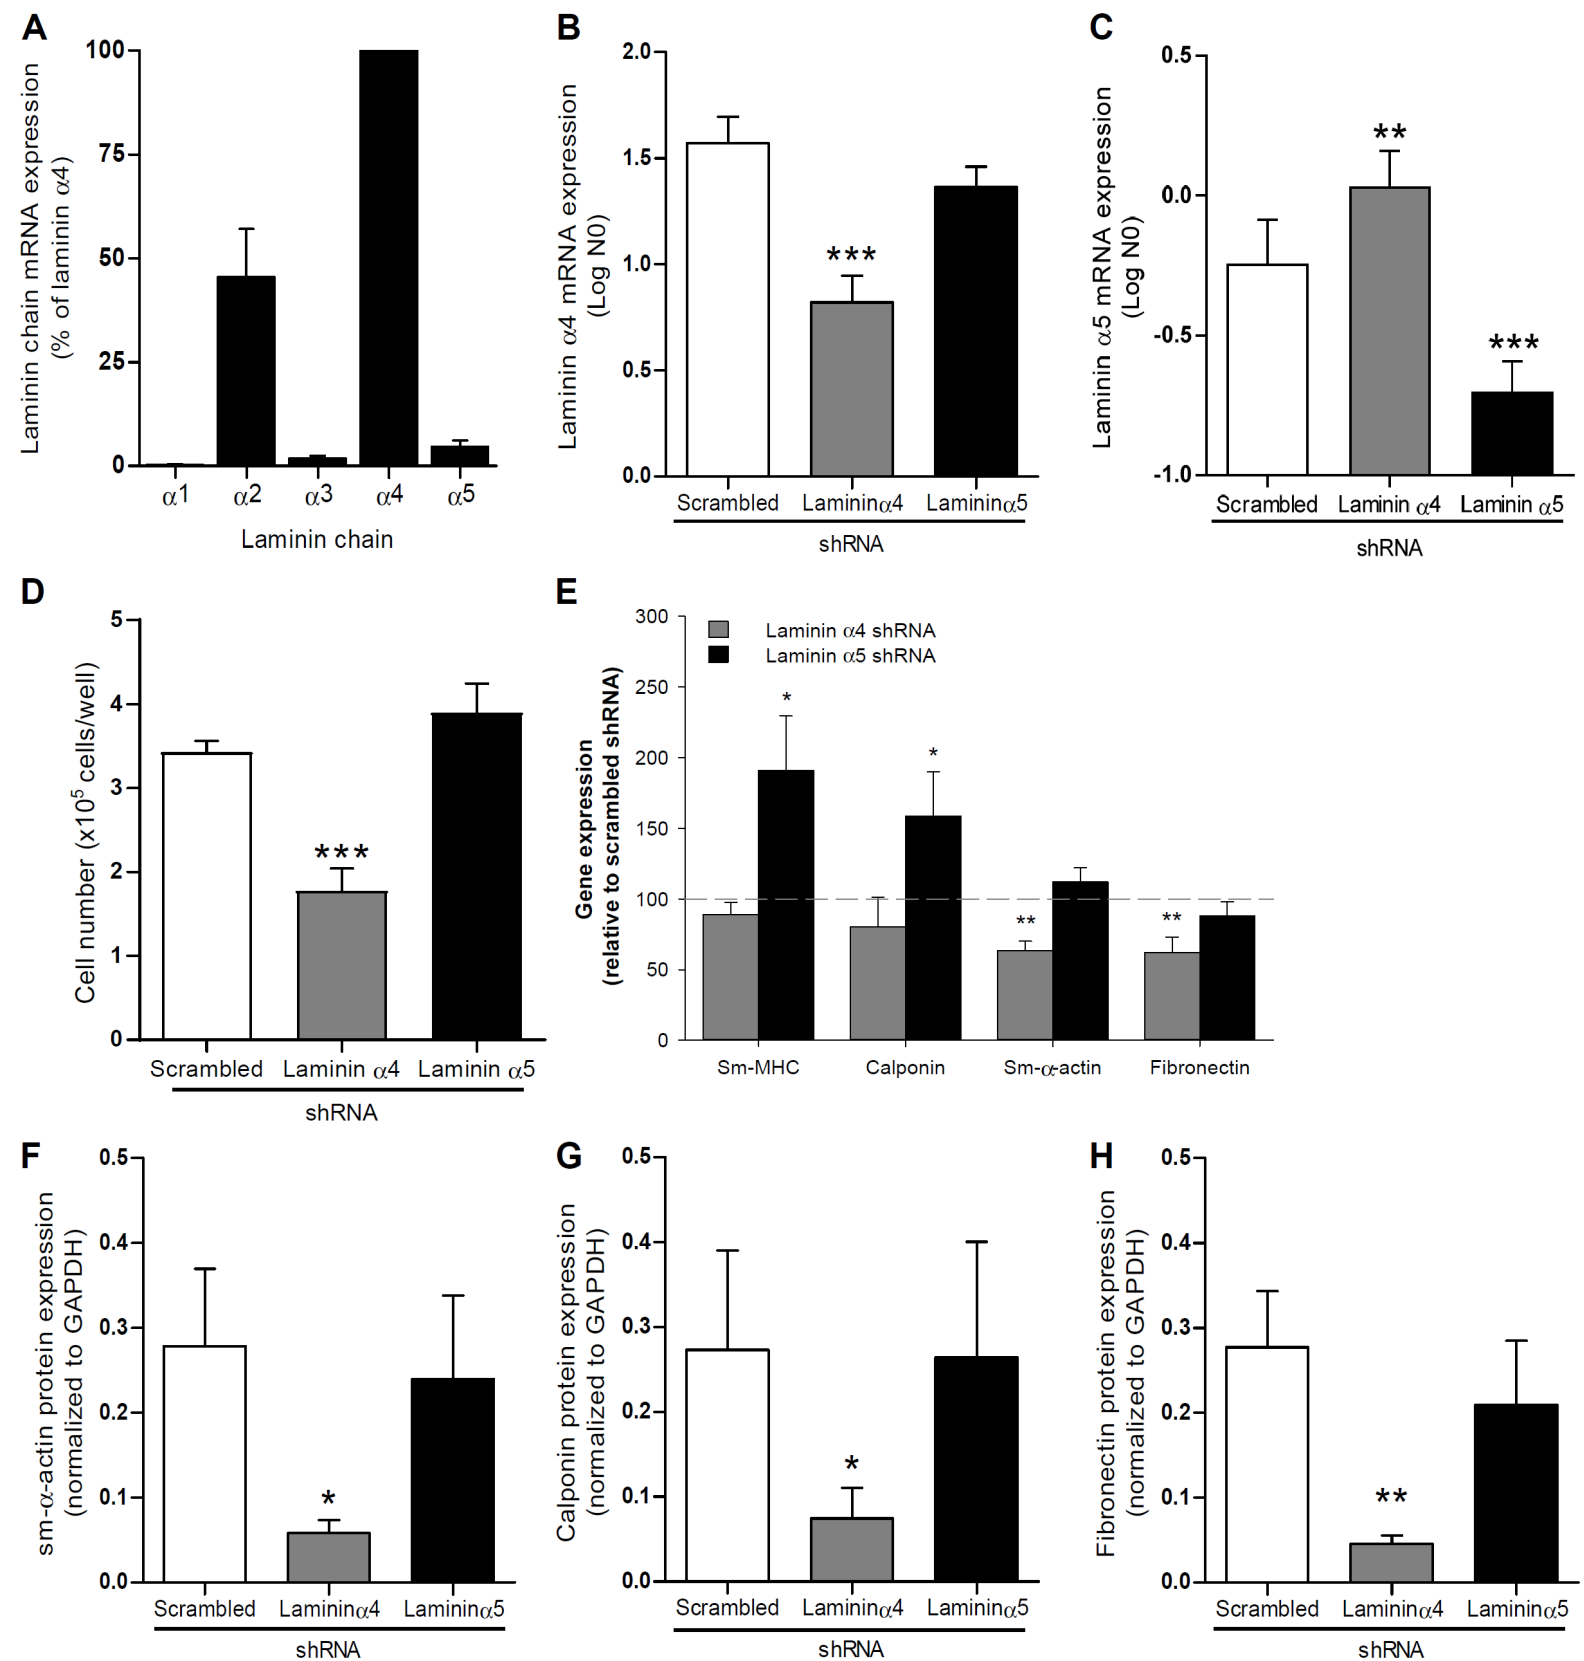 A
Laminin chain mRNA expression
(% of laminin α4)
100
75
50
25
0
α1 α2 α3 α4 α5
Laminin chain
B
Laminin α4 mRNA expression
(Log N0)
2.0
1.5
1.0
0.5
0.0
***
Scrambled Lamininα4 Lamininα5
shRNA
C
Laminin α5 mRNA expression
(Log N0)
0.5
0.0
-0.5
-1.0
**
***
Scrambled Laminin α4 Laminin α5
shRNA
D
Cell number (x10⁵ cells/well)
5
4
3
2
1
0
***
Scrambled Laminin α4 Laminin α5
shRNA
E
Gene expression
(relative to scrambled shRNA)
300
250
200
150
100
50
0
Laminin α4 shRNA
Laminin α5 shRNA
*
*
**
**
Sm-MHC Calponin Sm-α-actin Fibronectin
F
sm-α-actin protein expression
(normalized to GAPDH)
0.5
0.4
0.3
0.2
0.1
0.0
*
Scrambled Lamininα4 Lamininα5
shRNA
G
Calponin protein expression
(normalized to GAPDH)
0.5
0.4
0.3
0.2
0.1
0.0
*
Scrambled Lamininα4 Lamininα5
shRNA
H
Fibronectin protein expression
(normalized to GAPDH)
0.5
0.4
0.3
0.2
0.1
0.0
**
Scrambled Lamininα4 Lamininα5
shRNA